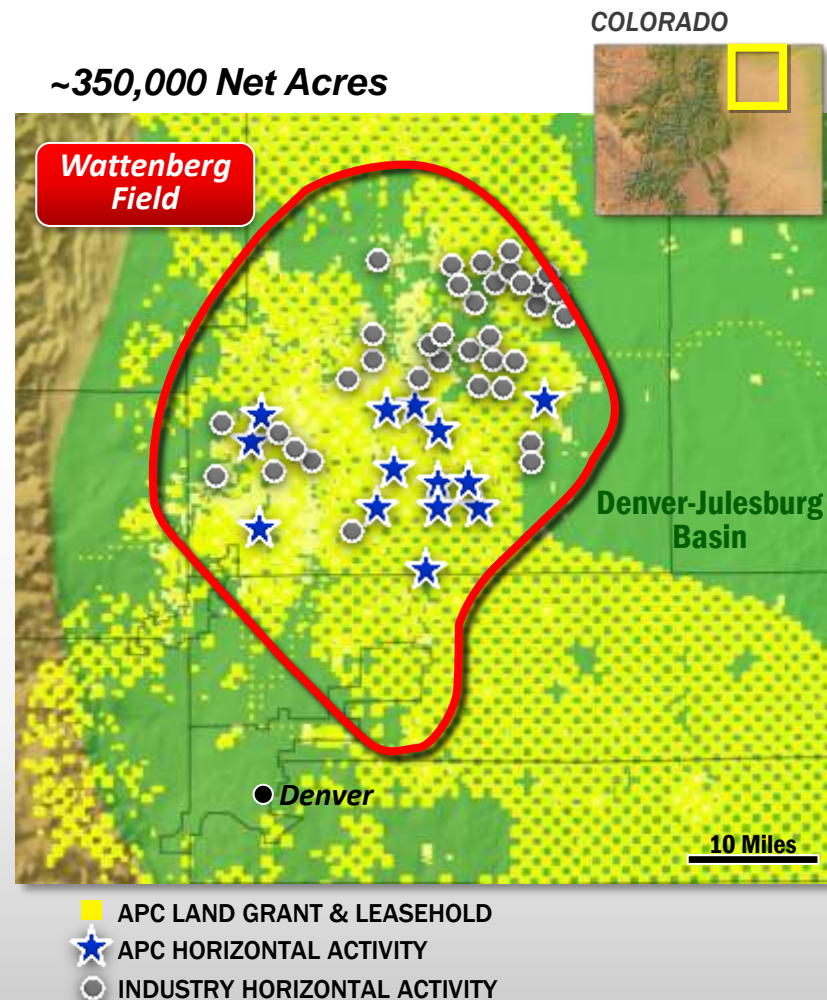 COLORADO
~350,000 Net Acres
Wattenberg
Field
Denver-Julesburg
Basin
Denver
10 Miles
APC LAND GRANT & LEASEHOLD
APC HORIZONTAL ACTIVITY
INDUSTRY HORIZONTAL ACTIVITY